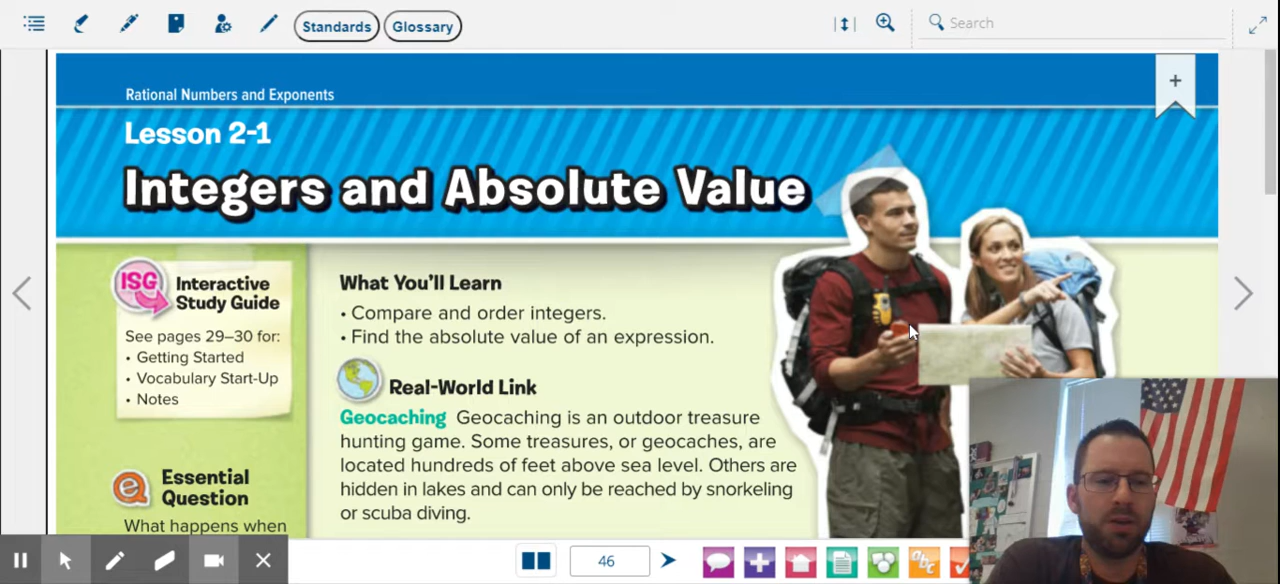 Standards
Glossary
Search
Rational Numbers and Exponents
Lesson 2-1
Integers and Absolute Value
ISG
Interactive
Study Guide
See pages 29–30 for:
• Getting Started
• Vocabulary Start-Up
• Notes
Essential
Question
What happens when
What You'll Learn
• Compare and order integers.
• Find the absolute value of an expression.
Real-World Link
Geocaching Geocaching is an outdoor treasure
hunting game. Some treasures, or geocaches, are
located hundreds of feet above sea level. Others are
hidden in lakes and can only be reached by snorkeling
or scuba diving.
46
abc